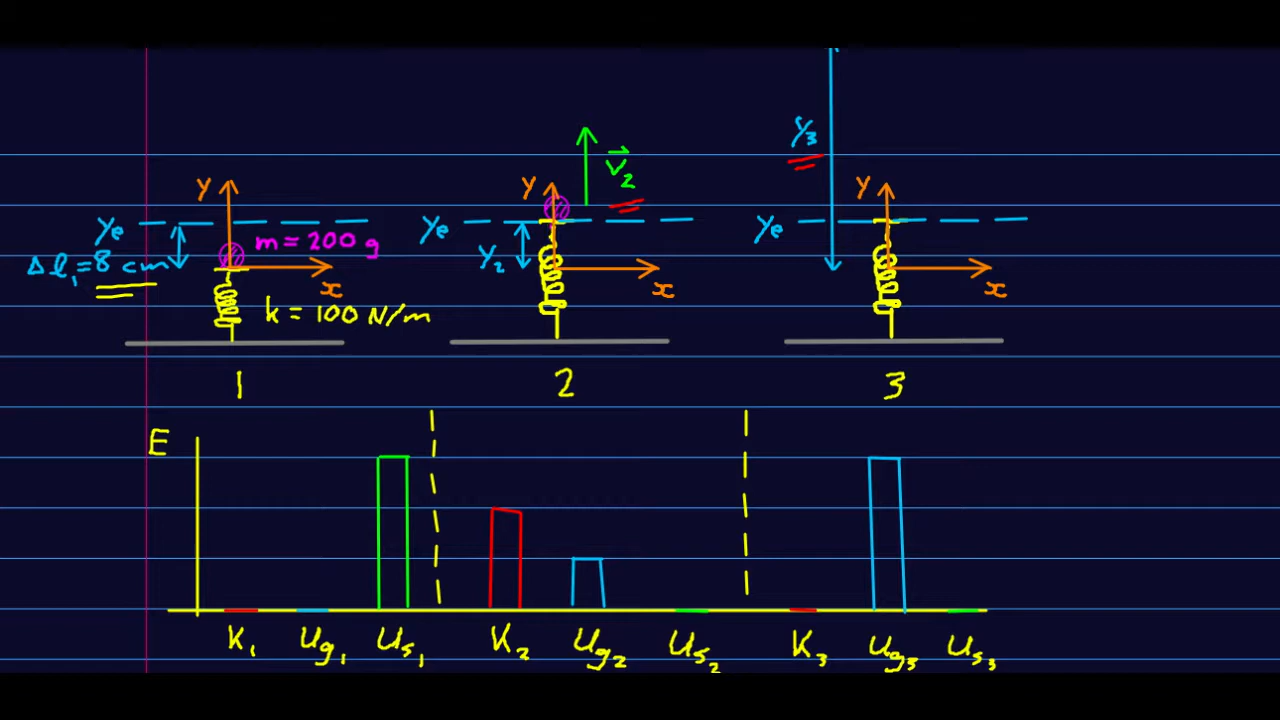 Y₃
Y Y Y
V⃗₂
Yₑ Yₑ Yₑ
m = 200 g
Δl₁ = 8 cm Y₂
x x x
k = 100 N/m
1 2 3
E
K₁ Ug₁ Us₁ K₂ Ug₂ Us₂ K₃ Ug₃ Us₃